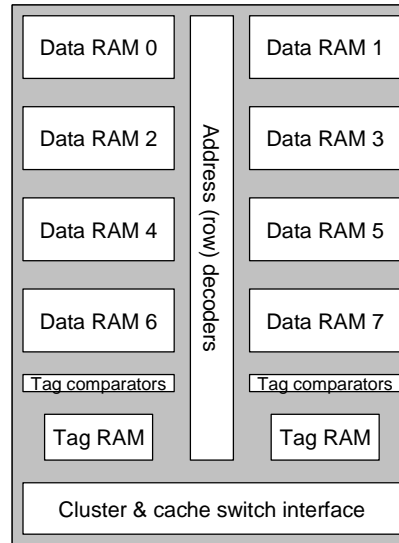 Data RAM 0
Data RAM 1
Data RAM 2
Data RAM 3
Address (row) decoders
Data RAM 4
Data RAM 5
Data RAM 6
Data RAM 7
Tag comparators
Tag comparators
Tag RAM
Tag RAM
Cluster & cache switch interface